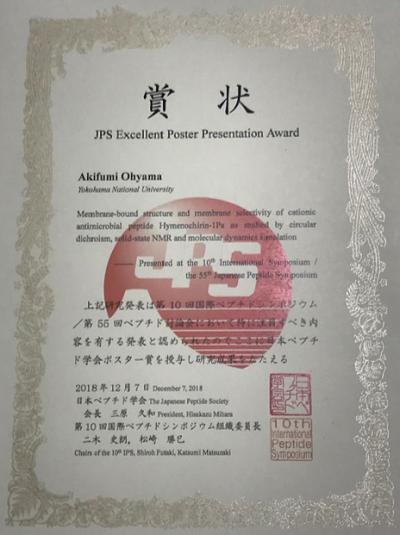 賞 状
JPS Excellent Poster Presentation Award
Akifumi Ohyama
Yokohama National University
Membrane-bound structure and membrane selectivity of cationic
antimicrobial peptide Hymenochirin-1Pa as studied by circular
dichroism, solid-state NMR and molecular dynamics simulation
—— Presented at the 10th International Symposium /
the 55th Japanese Peptide Symposium
上記研究発表は第10回国際ペプチドシンポジウム
/第55回ペプチド討論会において特に注目すべき内
容を有する発表と認められたのでここに日本ペプチ
ド学会ポスター賞を授与し研究成果をたたえる
2018年12月7日 December 7, 2018
日本ペプチド学会 The Japanese Peptide Society
会長 三原 久和 President, Hisakazu Mihara
第10回国際ペプチドシンポジウム組織委員長
二木 史朗, 松崎 勝巳
Chairs of the 10th IPS, Shiroh Futaki, Katsumi Matsuzaki
10th
International
Peptide
Symposium